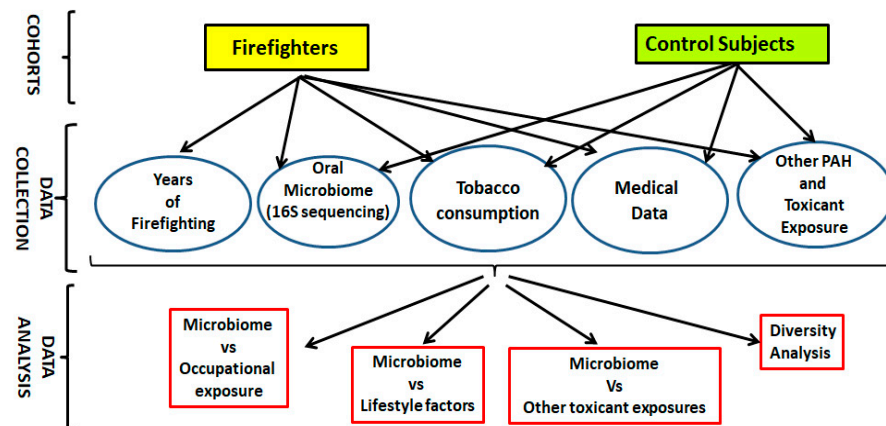 COHORTS
Firefighters
Control Subjects
DATA
COLLECTION
Years
of
Firefighting
Oral
Microbiome
(16S sequencing)
Tobacco
consumption
Medical
Data
Other PAH
and
Toxicant
Exposure
DATA
ANALYSIS
Microbiome
vs
Occupational
exposure
Microbiome
vs
Lifestyle factors
Microbiome
Vs
Other toxicant exposures
Diversity
Analysis